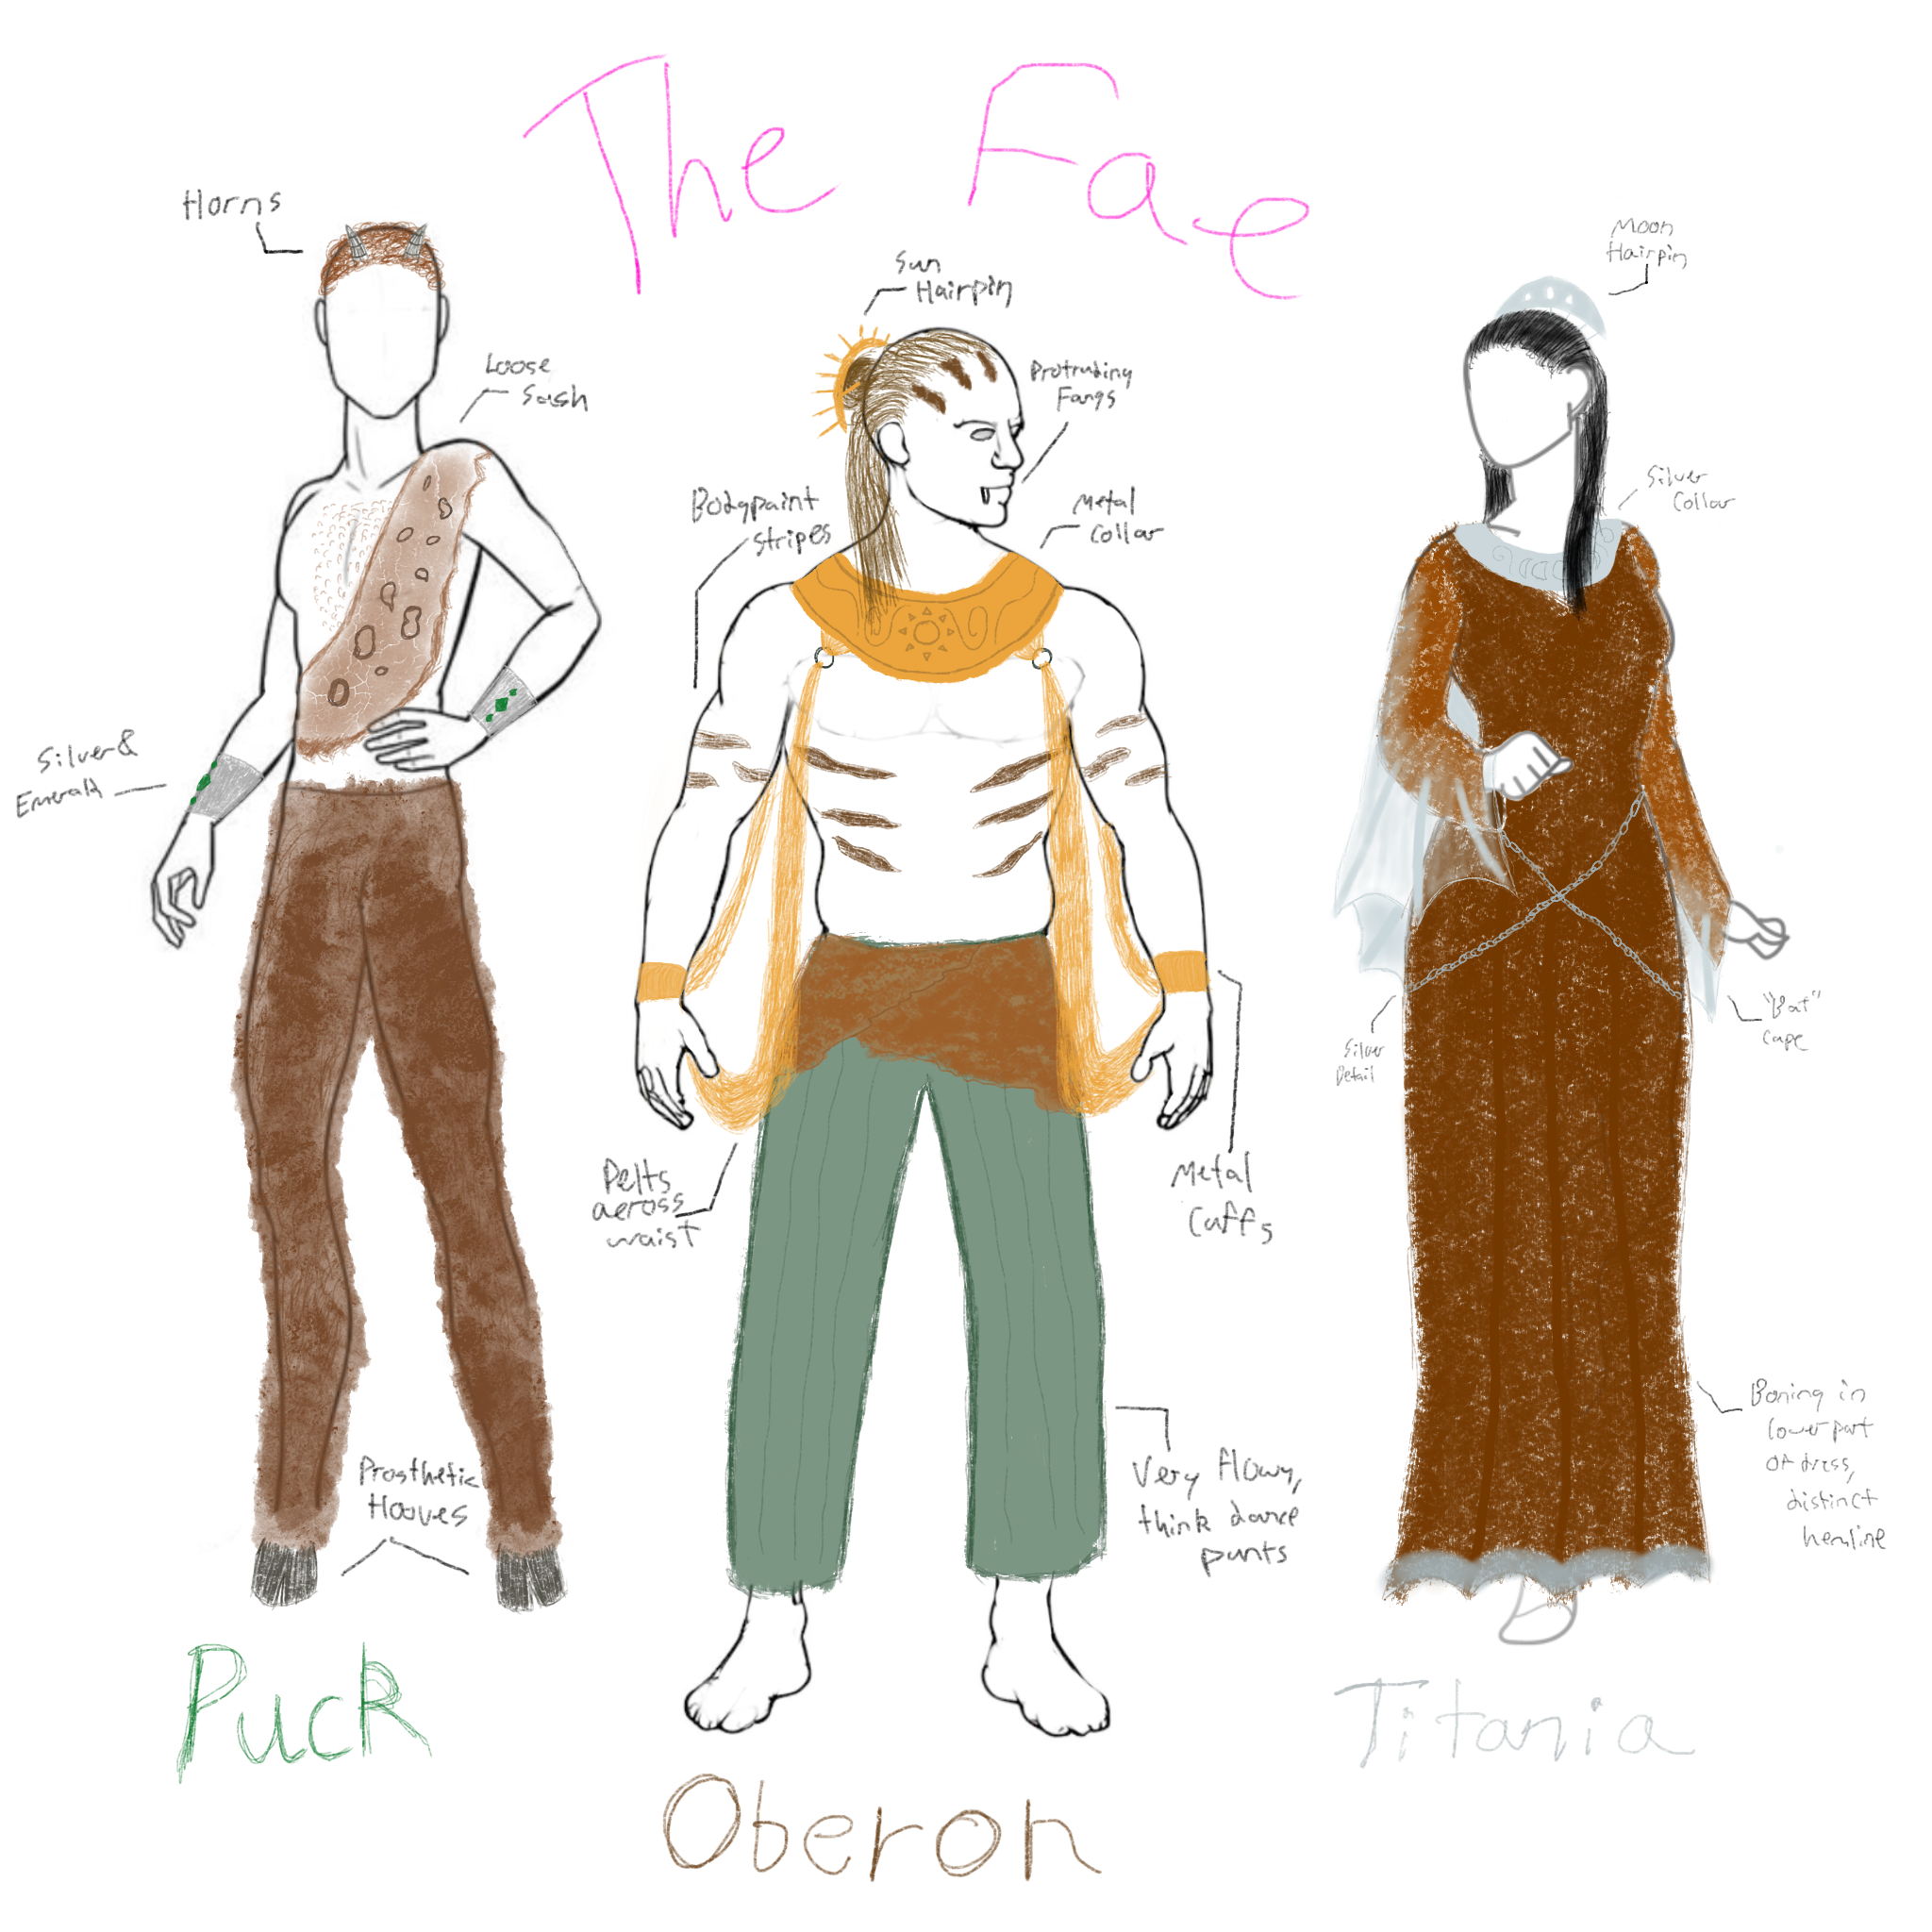 The Fae
Horns
Loose
Sash
Silver &
Emerald
Prosthetic
Hooves
Puck
Sun
Hairpin
Protruding
Fangs
Bodypaint
stripes
Metal
Collar
Pelts
across
waist
Metal
Cuffs
Very flowy,
think dance
pants
Oberon
Moon
Hairpin
Silver
Collar
"Bat"
Cape
Silver
Detail
Boning in
lower part
of dress,
distinct
hemline
Titania